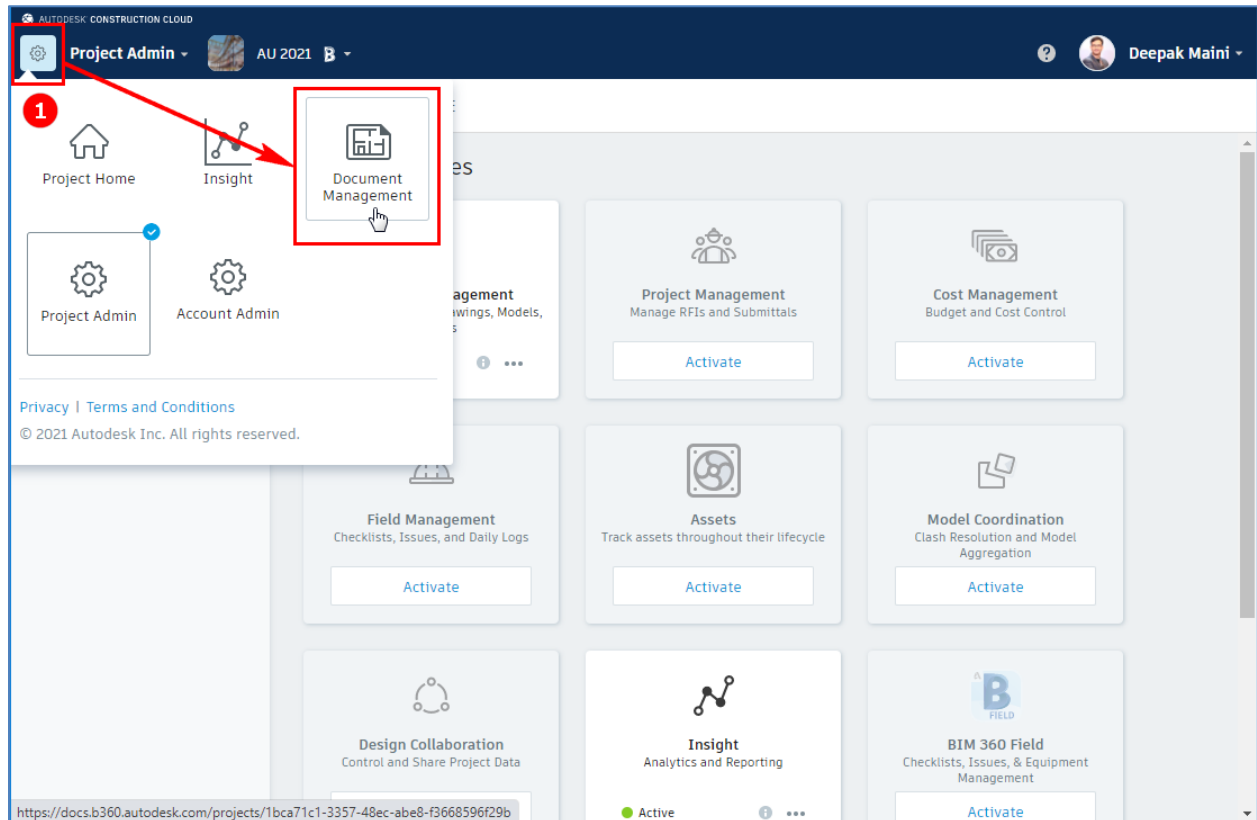 AUTODESK CONSTRUCTION CLOUD
Project Admin
AU 2021 B
Deepak Maini
1
Project Home
Insight
Document
Management
Project Admin
Account Admin
Privacy | Terms and Conditions
© 2021 Autodesk Inc. All rights reserved.
es
agement
wings, Models,
s
Project Management
Manage RFIs and Submittals
Activate
Cost Management
Budget and Cost Control
Activate
Field Management
Checklists, Issues, and Daily Logs
Activate
Assets
Track assets throughout their lifecycle
Activate
Model Coordination
Clash Resolution and Model
Aggregation
Activate
Design Collaboration
Control and Share Project Data
Insight
Analytics and Reporting
Active
B
FIELD
BIM 360 Field
Checklists, Issues, & Equipment
Management
Activate
https://docs.b360.autodesk.com/projects/1bca71c1-3357-48ec-abe8-f3668596f29b